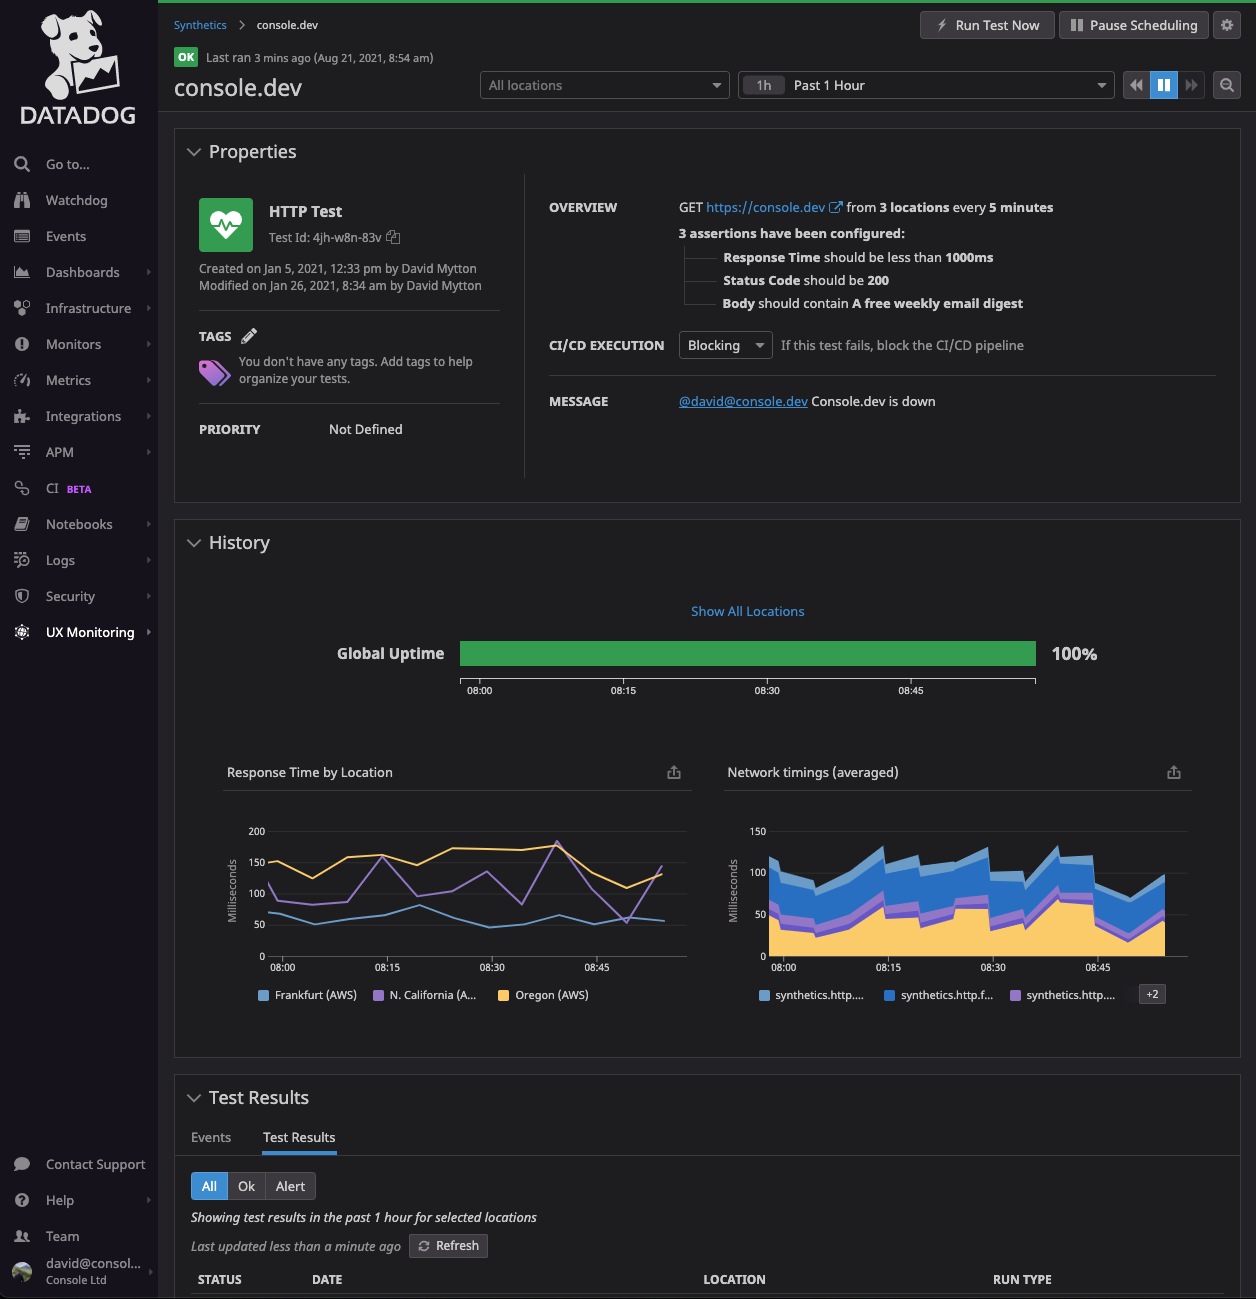 DATADOG
Go to...
Watchdog
Events
Dashboards
Infrastructure
Monitors
Metrics
Integrations
APM
CI BETA
Notebooks
Logs
Security
UX Monitoring
Contact Support
Help
Team
david@consol...
Console Ltd
Synthetics > console.dev
Run Test Now
Pause Scheduling
OK Last ran 3 mins ago (Aug 21, 2021, 8:54 am)
console.dev
All locations
1h Past 1 Hour
Properties
HTTP Test
Test Id: 4jh-w8n-83v
Created on Jan 5, 2021, 12:33 pm by David Mytton
Modified on Jan 26, 2021, 8:34 am by David Mytton
TAGS
You don't have any tags. Add tags to help
organize your tests.
PRIORITY Not Defined
OVERVIEW GET https://console.dev from 3 locations every 5 minutes
3 assertions have been configured:
Response Time should be less than 1000ms
Status Code should be 200
Body should contain A free weekly email digest
CI/CD EXECUTION Blocking If this test fails, block the CI/CD pipeline
MESSAGE @david@console.dev Console.dev is down
History
Show All Locations
Global Uptime 100%
08:00 08:15 08:30 08:45
Response Time by Location
Milliseconds
200
150
100
50
0
08:00 08:15 08:30 08:45
Frankfurt (AWS) N. California (A... Oregon (AWS)
Network timings (averaged)
Milliseconds
150
100
50
0
08:00 08:15 08:30 08:45
synthetics.http.... synthetics.http.f... synthetics.http.... +2
Test Results
Events Test Results
All Ok Alert
Showing test results in the past 1 hour for selected locations
Last updated less than a minute ago Refresh
STATUS DATE LOCATION RUN TYPE